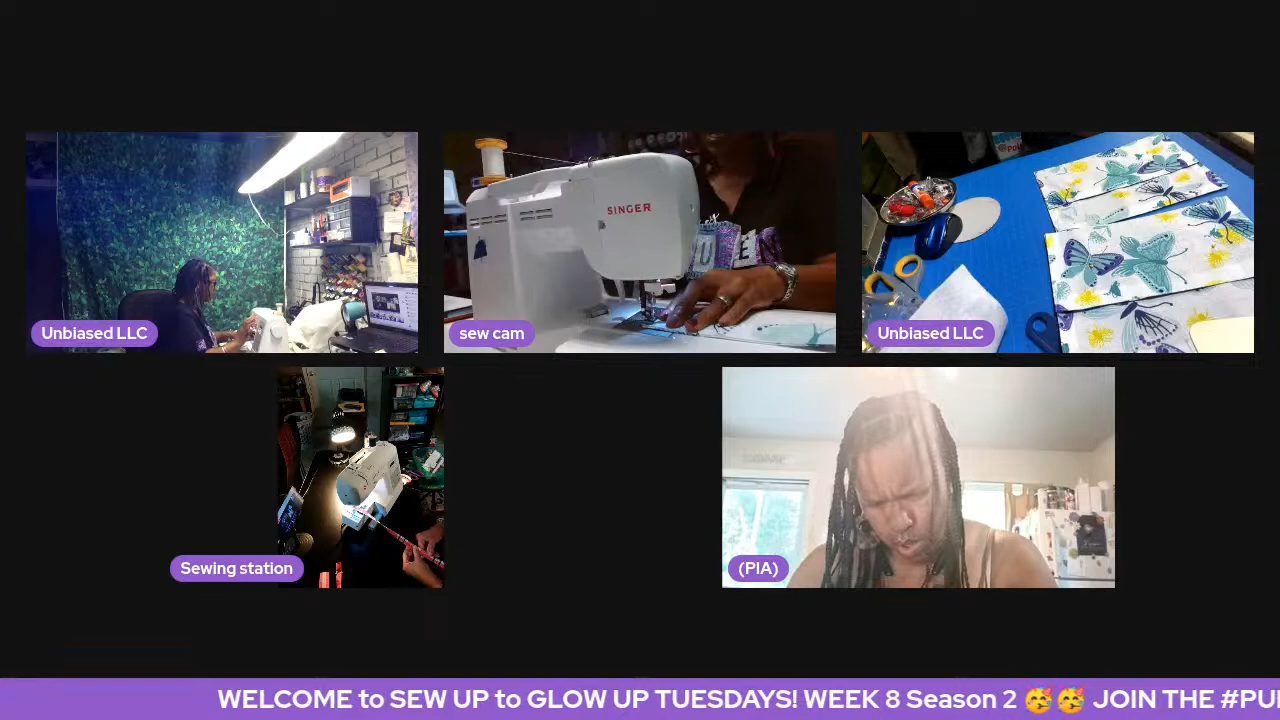 SINGER
Unbiased LLC
sew cam
Unbiased LLC
Sewing station
(PIA)
WELCOME to SEW UP to GLOW UP TUESDAYS! WEEK 8 Season 2 🥳🥳 JOIN THE #PU